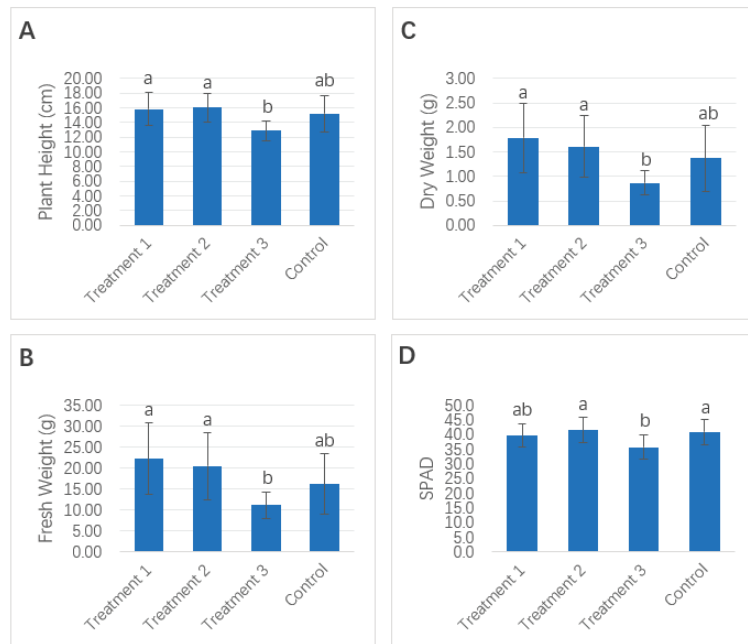 A
Plant Height (cm)
20.00
18.00
16.00
14.00
12.00
10.00
8.00
6.00
4.00
2.00
0.00
a
a
b
ab
Treatment 1
Treatment 2
Treatment 3
Control
C
Dry Weight (g)
3.00
2.50
2.00
1.50
1.00
0.50
0.00
a
a
b
ab
Treatment 1
Treatment 2
Treatment 3
Control
B
Fresh Weight (g)
35.00
30.00
25.00
20.00
15.00
10.00
5.00
0.00
a
a
b
ab
Treatment 1
Treatment 2
Treatment 3
Control
D
SPAD
50.0
45.0
40.0
35.0
30.0
25.0
20.0
15.0
10.0
5.0
0.0
ab
a
b
a
Treatment 1
Treatment 2
Treatment 3
Control